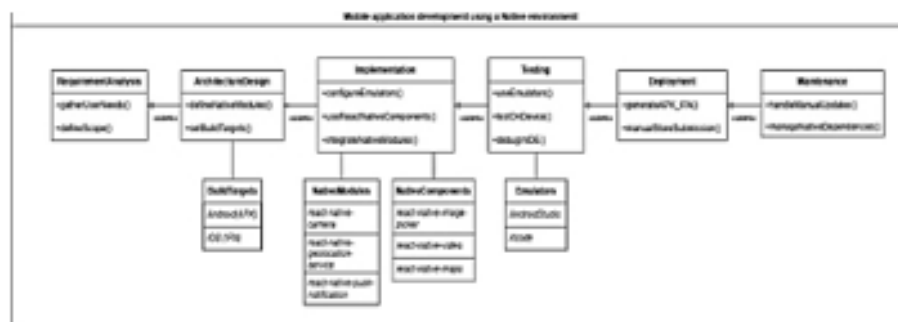 Mobile application development using a Native environment
RequirementAnalysis
+gatherUserNeeds()
+defineScope()
ArchitectureDesign
+defineNativeModules()
+setBuildTargets()
Implementation
+configureEmulators()
+useReactNativeComponents()
+integrateNativeModules()
Testing
+useEmulators()
+testOnDevice()
+debugInIDE()
Deployment
+generateAPK_IPA()
+manualStoreSubmission()
Maintenance
+handleManualUpdates()
+manageNativeDependencies()
BuildTargets
Android (APK)
iOS (IPA)
NativeModules
react-native-
camera
react-native-
geolocation-
service
react-native-push-
notification
NativeComponents
react-native-image-
picker
react-native-video
react-native-maps
Emulators
AndroidStudio
Xcode